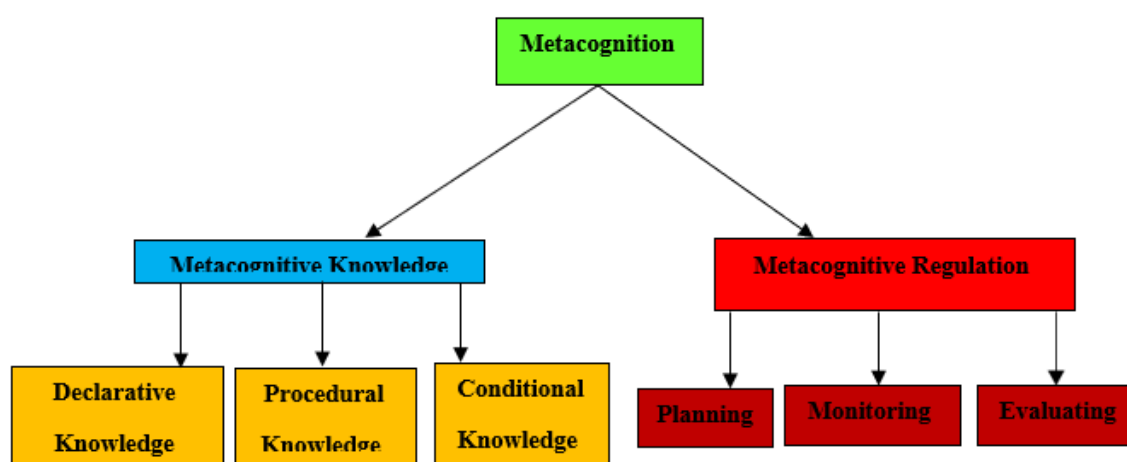 Metacognition
Metacognitive Knowledge
Metacognitive Regulation
Declarative
Knowledge
Procedural
Knowledge
Conditional
Knowledge
Planning
Monitoring
Evaluating